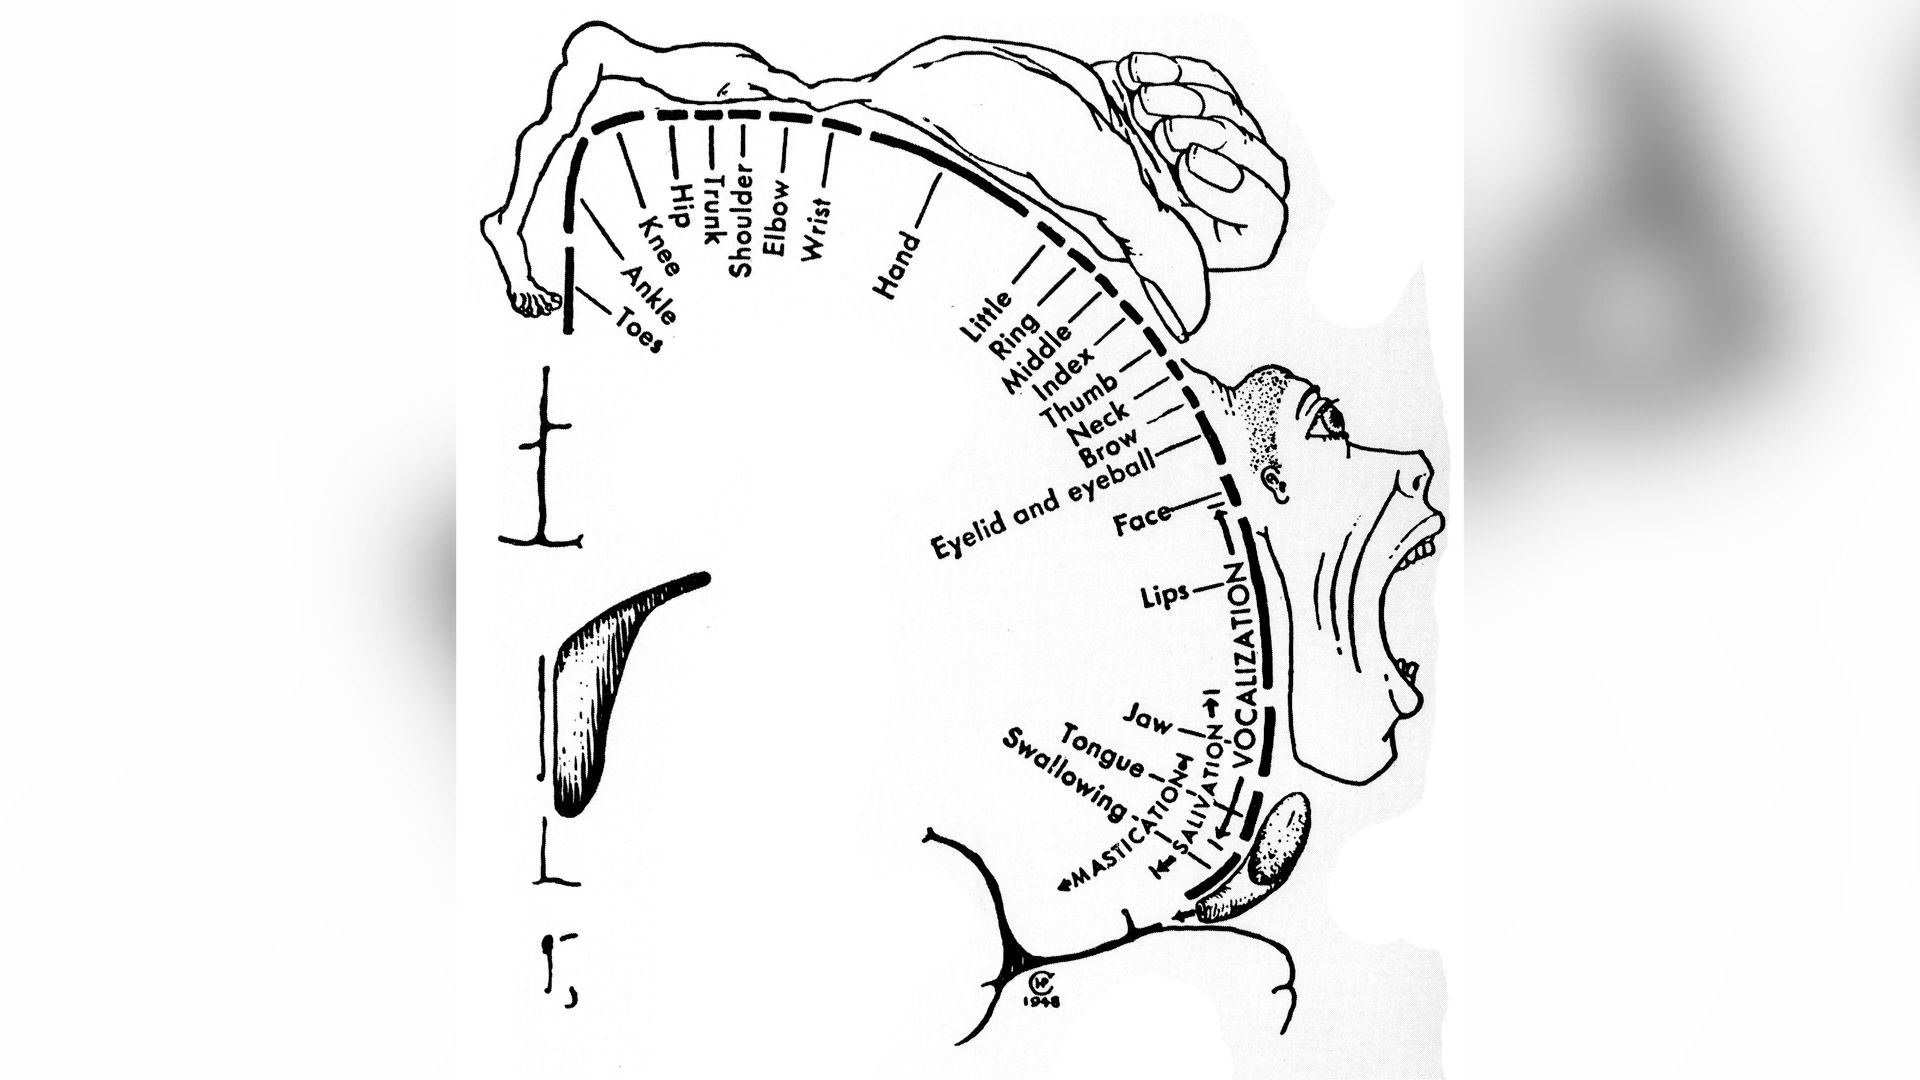 Toes
Ankle
Knee
Hip
Trunk
Shoulder
Elbow
Wrist
Hand
Little
Ring
Middle
Index
Thumb
Neck
Brow
Eyelid and eyeball
Face
Lips
Jaw
Tongue
Swallowing
VOCALIZATION
SALIVATION
MASTICATION
1948